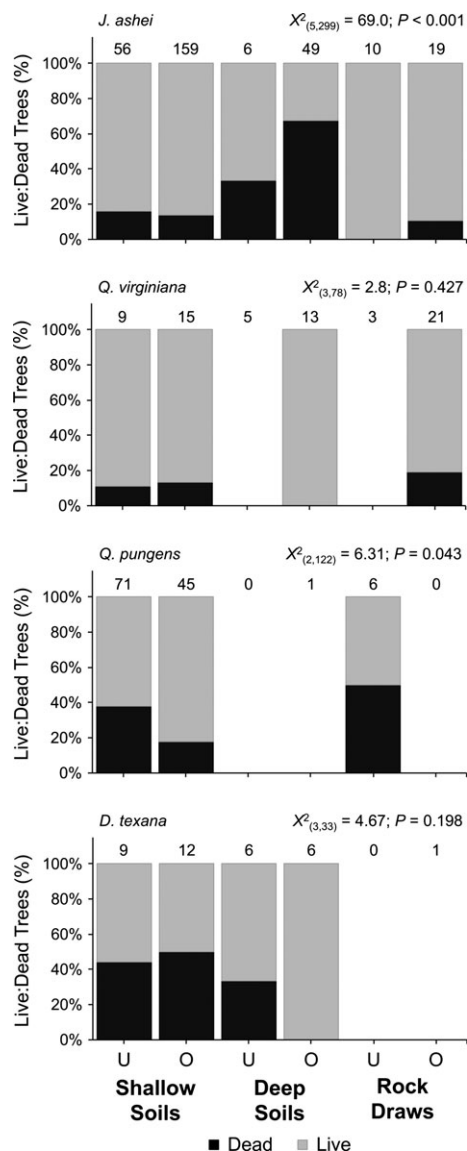 J. ashei X²(5,299) = 69.0; P < 0.001
56 159 6 49 10 19
Live:Dead Trees (%)
100%
80%
60%
40%
20%
0%
Q. virginiana X²(3,78) = 2.8; P = 0.427
9 15 5 13 3 21
Live:Dead Trees (%)
100%
80%
60%
40%
20%
0%
Q. pungens X²(2,122) = 6.31; P = 0.043
71 45 0 1 6 0
Live:Dead Trees (%)
100%
80%
60%
40%
20%
0%
D. texana X²(3,33) = 4.67; P = 0.198
9 12 6 6 0 1
Live:Dead Trees (%)
100%
80%
60%
40%
20%
0%
U O U O U O
Shallow Deep Rock
Soils Soils Draws
Dead Live